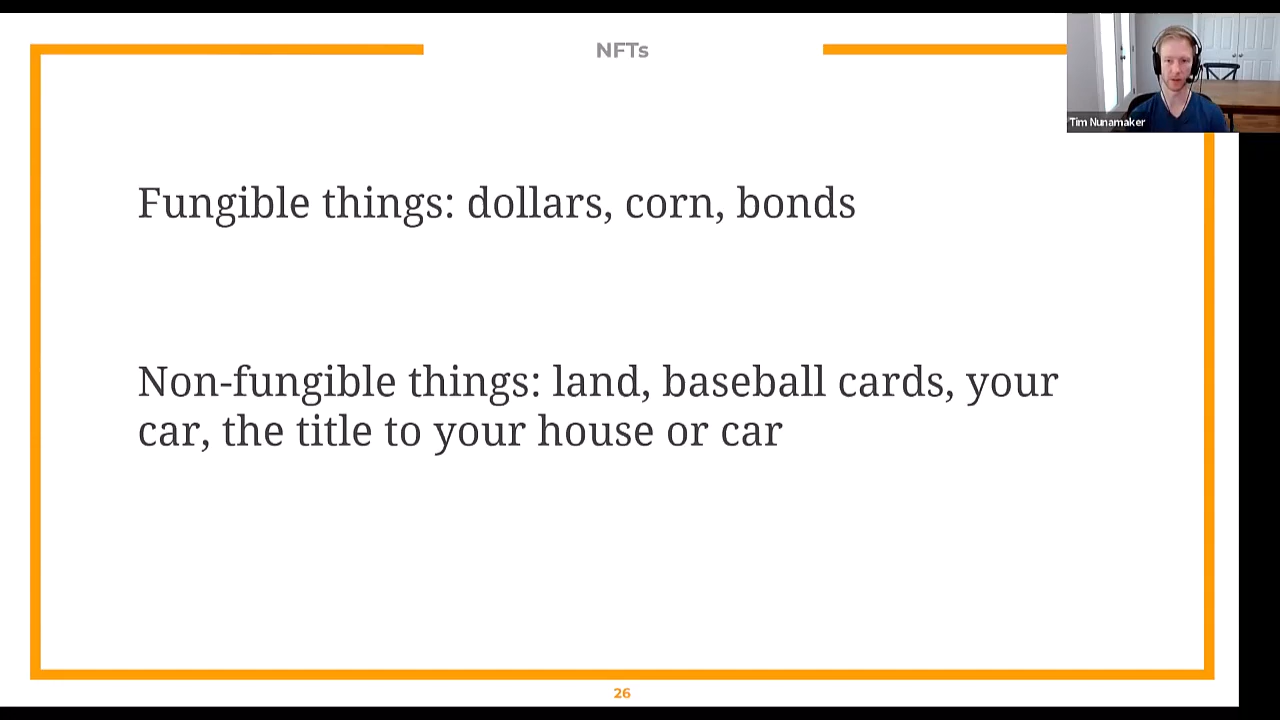 NFTs
Tim Nunamaker
Fungible things: dollars, corn, bonds
Non-fungible things: land, baseball cards, your
car, the title to your house or car
26